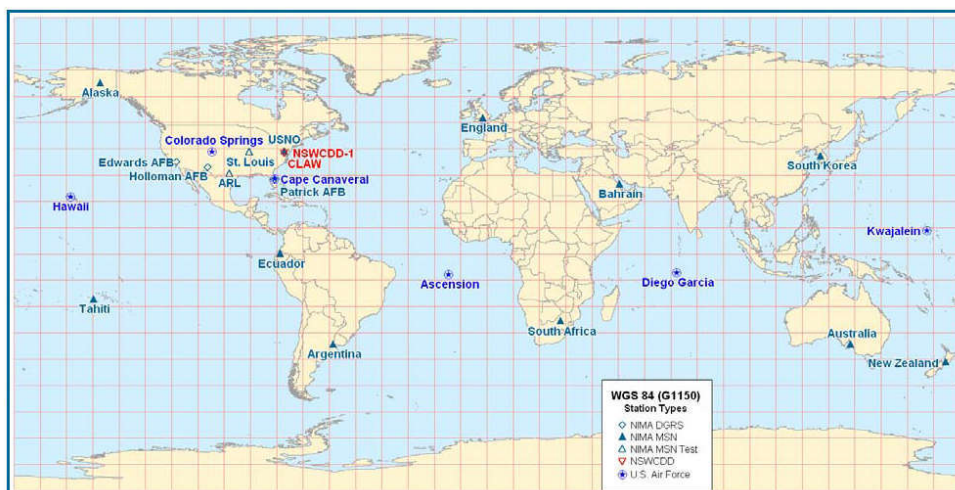 Alaska
England
Colorado Springs
USNO
NSWCDD-1
CLAW
St. Louis
Edwards AFB
Holloman AFB
ARL
Cape Canaveral
Patrick AFB
South Korea
Bahrain
Hawaii
Kwajalein
Ecuador
Ascension
Diego Garcia
Tahiti
South Africa
Argentina
Australia
New Zealand
WGS 84 (G1150)
Station Types
NIMA DGRS
NIMA MSN
NIMA MSN Test
NSWCDD
U.S. Air Force